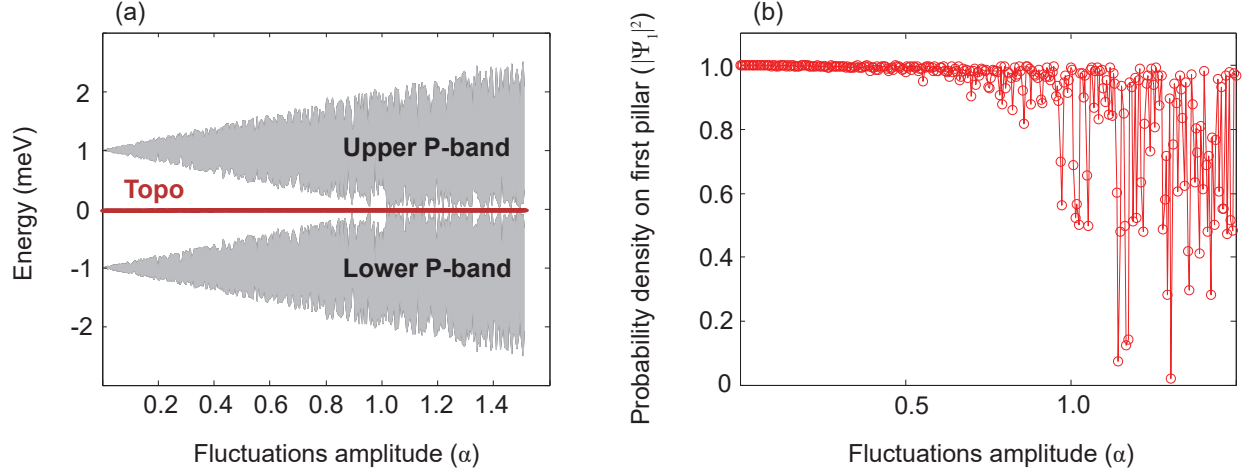 (a)
Energy (meV)
2
1
0
-1
-2
Upper P-band
Topo
Lower P-band
0.2 0.4 0.6 0.8 1.0 1.2 1.4
Fluctuations amplitude (α)
(b)
Probability density on first pillar (|Ψ₁|²)
1.0
0.8
0.6
0.4
0.2
0
0.5 1.0
Fluctuations amplitude (α)